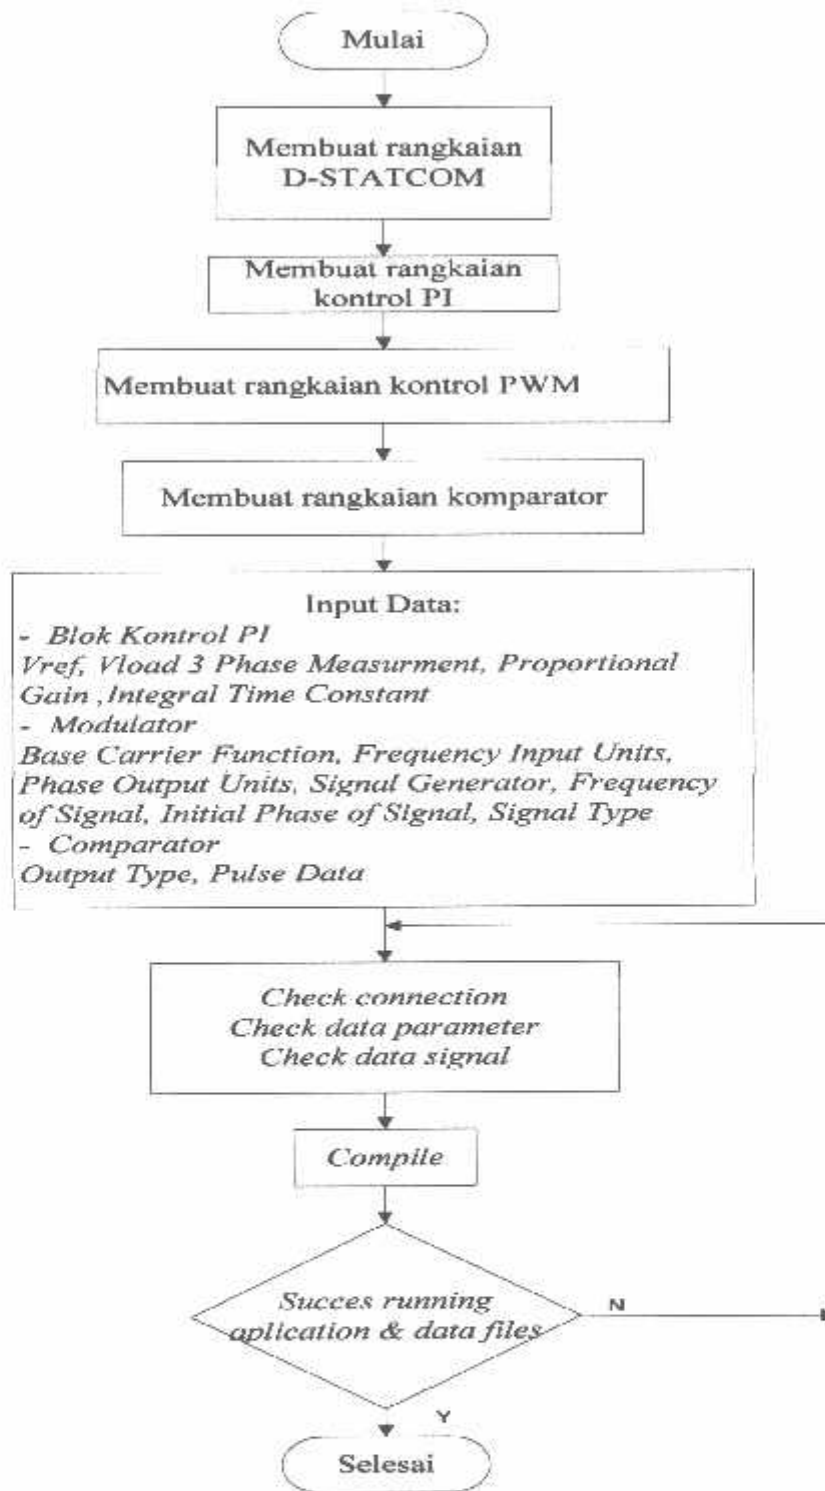 Mulai
Membuat rangkaian
D-STATCOM
Membuat rangkaian
kontrol PI
Membuat rangkaian kontrol PWM
Membuat rangkaian komparator
Input Data:
- Blok Kontrol PI
Vref, Vload 3 Phase Measurment, Proportional
Gain ,Integral Time Constant
- Modulator
Base Carrier Function, Frequency Input Units,
Phase Output Units, Signal Generator, Frequency
of Signal, Initial Phase of Signal, Signal Type
- Comparator
Output Type, Pulse Data
Check connection
Check data parameter
Check data signal
Compile
Succes running
aplication & data files
N
Y
Selesai